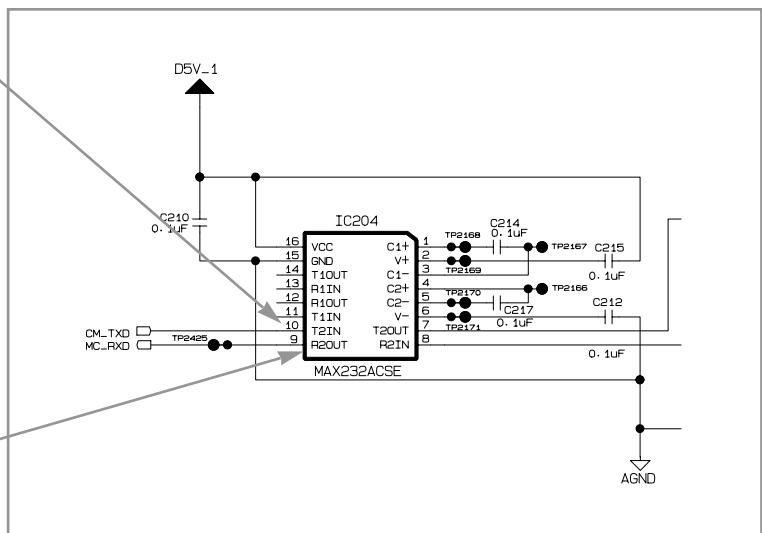 D5V_1
C210
0.1uF
IC204
16 VCC
15 GND
14 T1OUT
13 R1IN
12 R1OUT
11 T1IN
10 T2IN
9 R2OUT
C1+ 1
V+ 2
C1- 3
C2+ 4
C2- 5
V- 6
T2OUT 7
R2IN 8
MAX232ACSE
CM_TXD
MC_RXD
TP2425
TP2168
C214
0.1uF
TP2167
TP2169
C215
0.1uF
TP2170
TP2166
C217
0.1uF
TP2171
C212
0.1uF
AGND